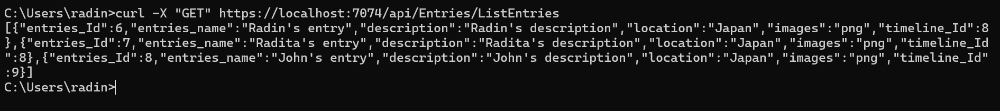 C:\Users\radin>curl -X "GET" https://localhost:7074/api/Entries/ListEntries
[{"entries_Id":6,"entries_name":"Radin's entry","description":"Radin's description","location":"Japan","images":"png","timeline_Id":8
},{"entries_Id":7,"entries_name":"Radita's entry","description":"Radita's description","location":"Japan","images":"png","timeline_Id
":8},{"entries_Id":8,"entries_name":"John's entry","description":"John's description","location":"Japan","images":"png","timeline_Id"
:9}]
C:\Users\radin>